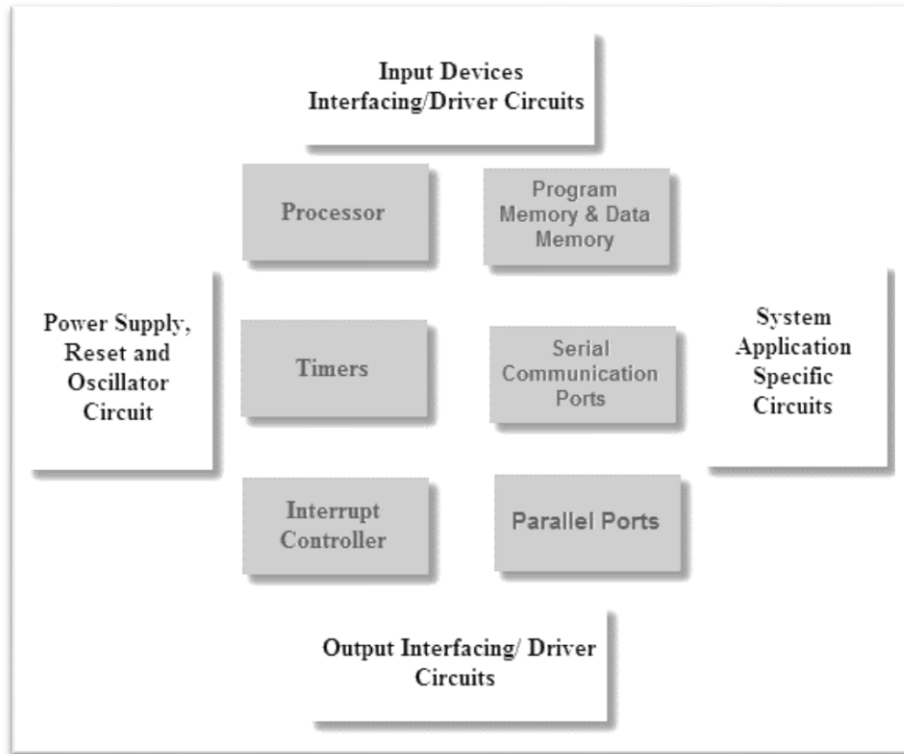 Input Devices
Interfacing/Driver Circuits
Processor
Program
Memory & Data
Memory
Power Supply,
Reset and
Oscillator
Circuit
Timers
Serial
Communication
Ports
System
Application
Specific
Circuits
Interrupt
Controller
Parallel Ports
Output Interfacing/ Driver
Circuits